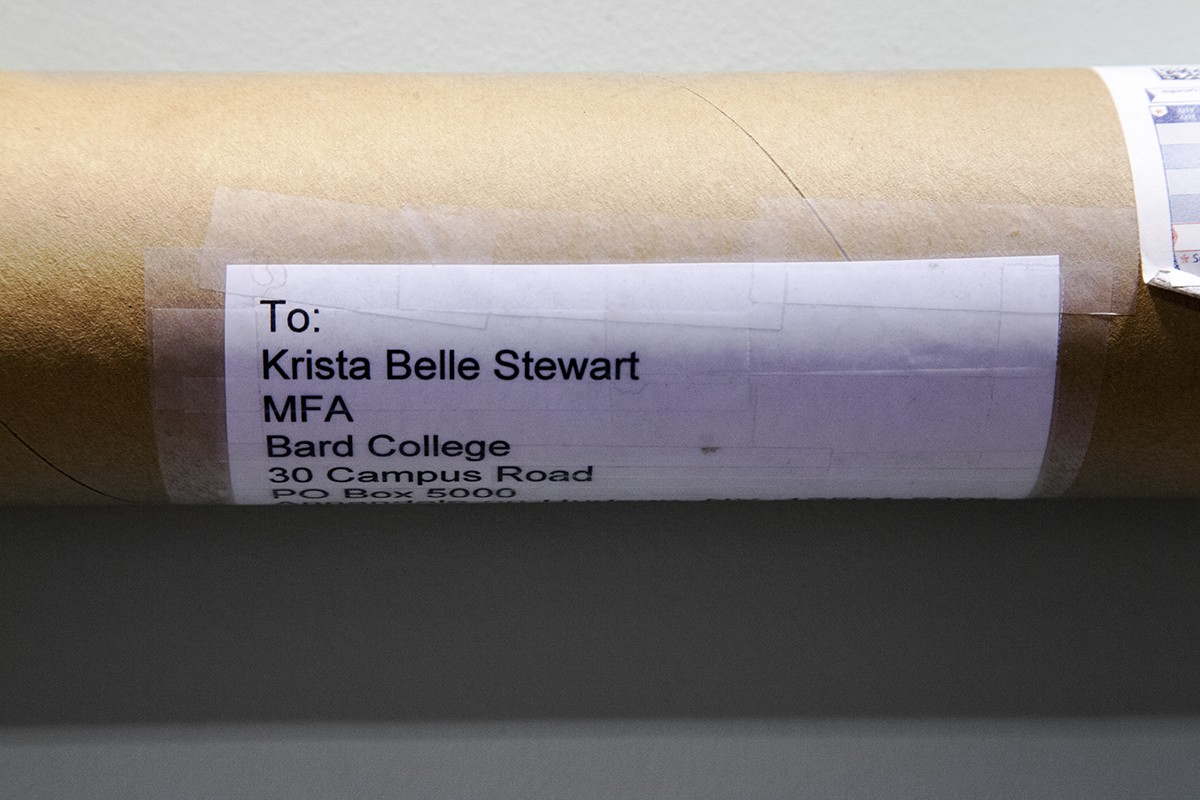 To:
Krista Belle Stewart
MFA
Bard College
30 Campus Road
PO Box 5000